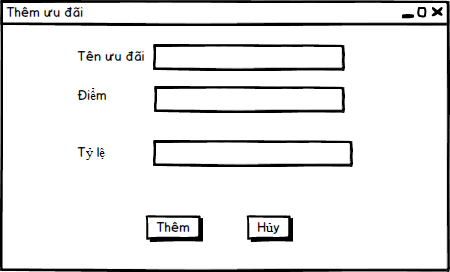 Thêm ưu đãi
Tên ưu đãi
Điểm
Tỷ lệ
Thêm Hủy